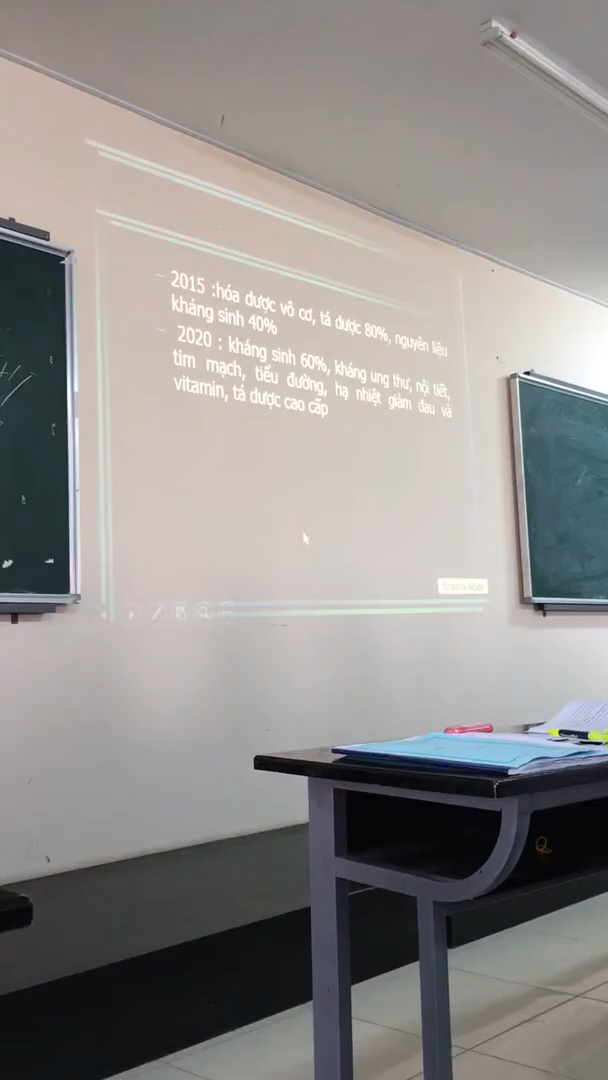 – 2015 :hóa dược vô cơ, tá dược 80%, nguyên liệu
kháng sinh 40%
– 2020 : kháng sinh 60%, kháng ung thư, nội tiết,
tim mạch, tiểu đường, hạ nhiệt giảm đau và
vitamin, tá dược cao cấp